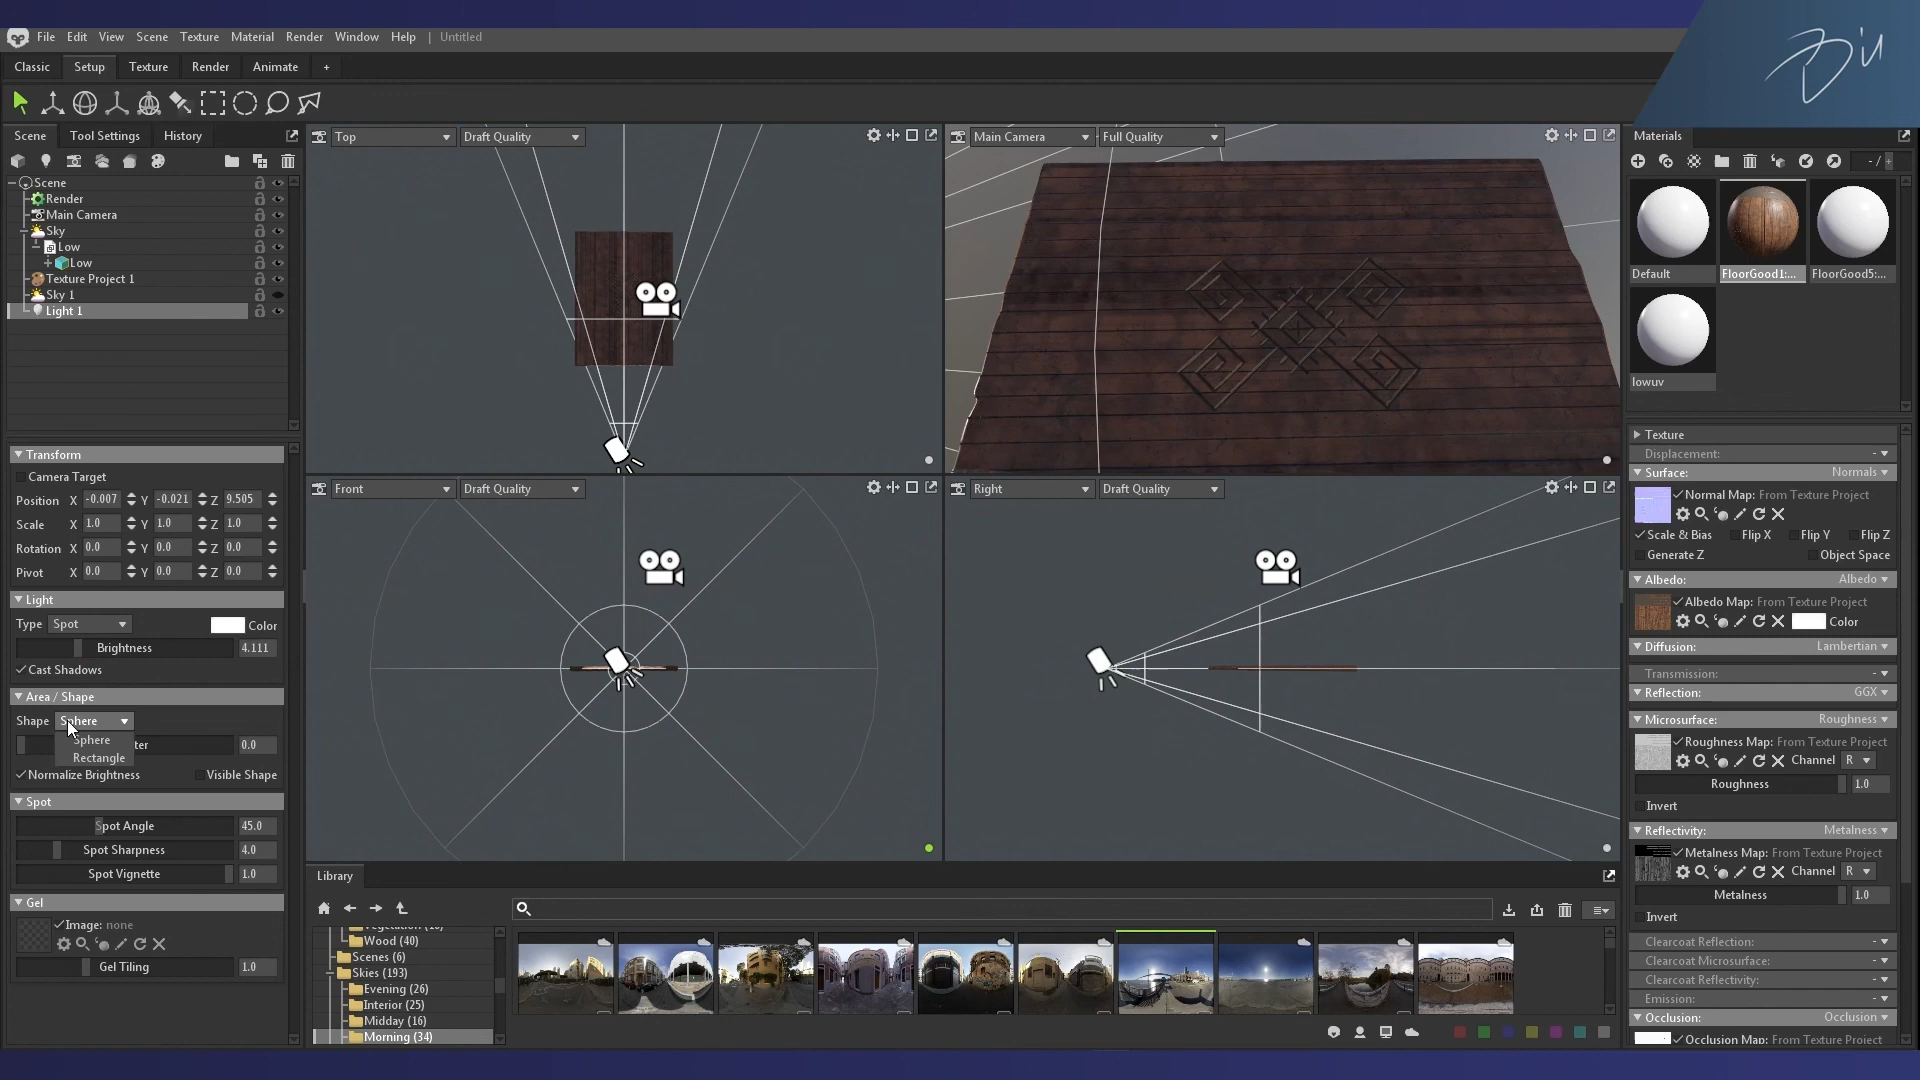 File Edit View Scene Texture Material Render Window Help | Untitled
Classic Setup Texture Render Animate +
Scene Tool Settings History
Scene
Render
Main Camera
Sky
Low
Low
Texture Project 1
Sky 1
Light 1
Transform
Camera Target
Position X -0.007 Y -0.021 Z 9.505
Scale X 1.0 Y 1.0 Z 1.0
Rotation X 0.0 Y 0.0 Z 0.0
Pivot X 0.0 Y 0.0 Z 0.0
Light
Type Spot Color
Brightness 4.111
Cast Shadows
Area / Shape
Shape Sphere
Sphere
ter 0.0
Rectangle
Normalize Brightness Visible Shape
Spot
Spot Angle 45.0
Spot Sharpness 4.0
Spot Vignette 1.0
Gel
Image: none
Gel Tiling 1.0
Top Draft Quality
Main Camera Full Quality
Front Draft Quality
Right Draft Quality
Library
Wood (40)
Scenes (6)
Skies (193)
Evening (26)
Interior (25)
Midday (16)
Morning (34)
Materials
- / +
Default FloorGood1:... FloorGood5:...
lowuv
Texture
Displacement: -
Surface: Normals
Normal Map: From Texture Project
Scale & Bias Flip X Flip Y Flip Z
Generate Z Object Space
Albedo: Albedo
Albedo Map: From Texture Project
Color
Diffusion: Lambertian
Transmission: -
Reflection: GGX
Microsurface: Roughness
Roughness Map: From Texture Project
Channel R
Roughness 1.0
Invert
Reflectivity: Metalness
Metalness Map: From Texture Project
Channel R
Metalness 1.0
Invert
Clearcoat Reflection: -
Clearcoat Microsurface: -
Clearcoat Reflectivity: -
Emission: -
Occlusion: Occlusion
Occlusion Map: From Texture Project